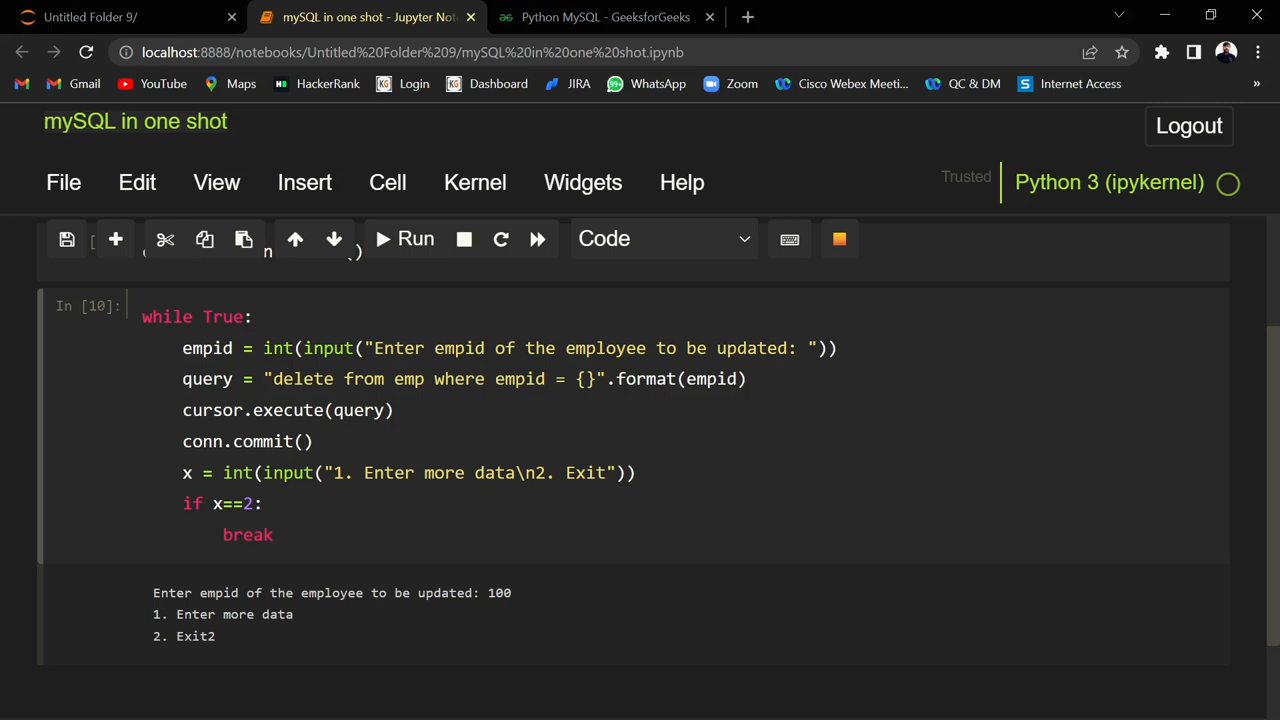 Untitled Folder 9/
mySQL in one shot - Jupyter Not
Python MySQL - GeeksforGeeks
localhost:8888/notebooks/Untitled%20Folder%209/mySQL%20in%20one%20shot.ipynb
Gmail YouTube Maps HackerRank Login Dashboard JIRA WhatsApp Zoom Cisco Webex Meeti... QC & DM Internet Access »
mySQL in one shot
Logout
File Edit View Insert Cell Kernel Widgets Help Trusted Python 3 (ipykernel)
Run Code
In [10]:
while True:
empid = int(input("Enter empid of the employee to be updated: "))
query = "delete from emp where empid = {}".format(empid)
cursor.execute(query)
conn.commit()
x = int(input("1. Enter more data\n2. Exit"))
if x==2:
break
Enter empid of the employee to be updated: 100
1. Enter more data
2. Exit2